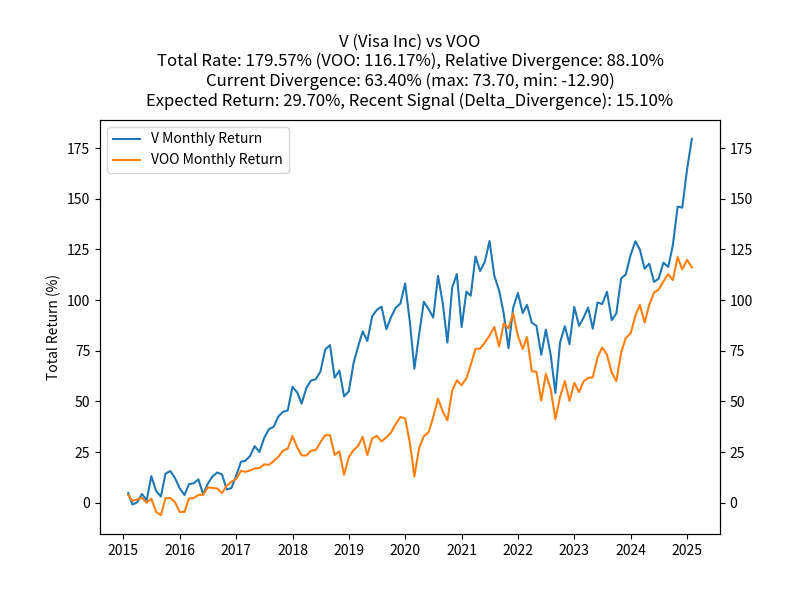 V (Visa Inc) vs VOO
Total Rate: 179.57% (VOO: 116.17%), Relative Divergence: 88.10%
Current Divergence: 63.40% (max: 73.70, min: -12.90)
Expected Return: 29.70%, Recent Signal (Delta_Divergence): 15.10%
V Monthly Return
VOO Monthly Return
Total Return (%)
175 175
150 150
125 125
100 100
75 75
50 50
25 25
0 0
2015 2016 2017 2018 2019 2020 2021 2022 2023 2024 2025